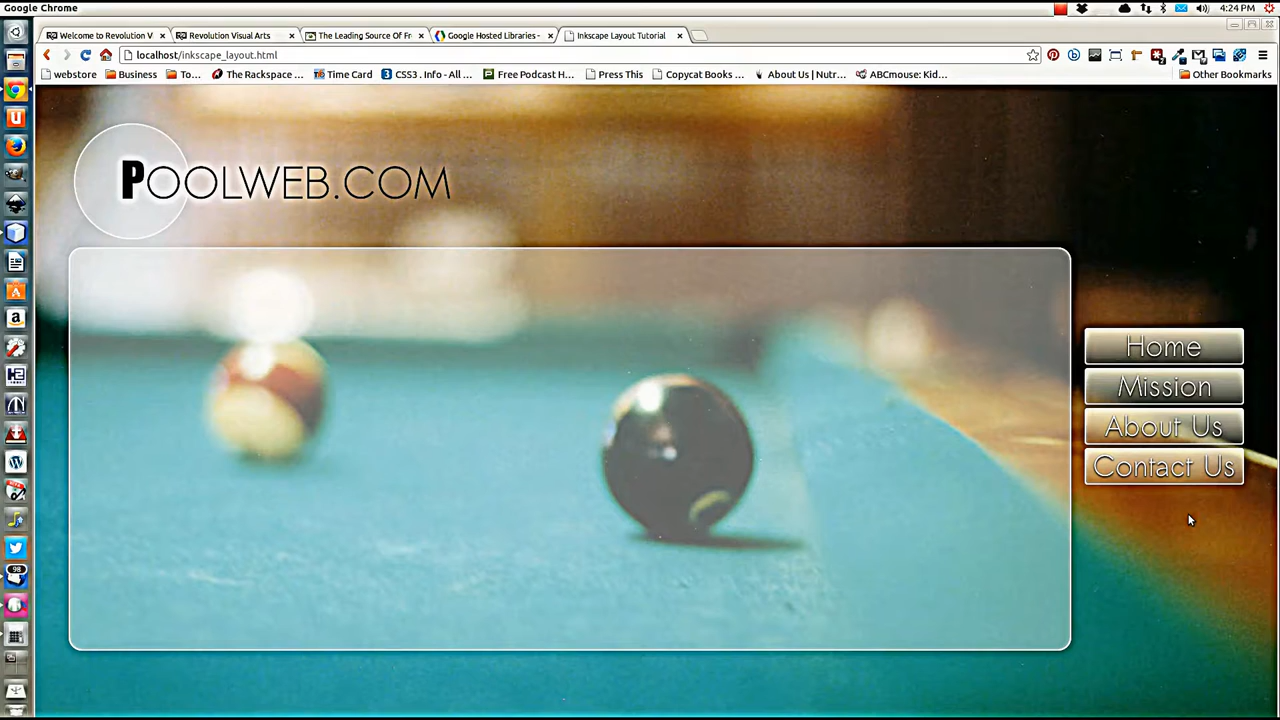 Google Chrome
4:24 PM
Welcome to Revolution V
Revolution Visual Arts
The Leading Source Of Fr
Google Hosted Libraries -
Inkscape Layout Tutorial
localhost/inkscape_layout.html
webstore
Business
To...
The Rackspace ...
Time Card
CSS3 . Info - All ...
Free Podcast H...
Press This
Copycat Books ...
About Us | Nutr...
ABCmouse: Kid...
Other Bookmarks
POOLWEB.COM
Home
Mission
About Us
Contact Us
98